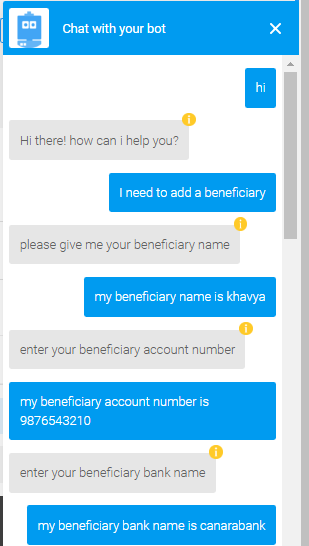 Chat with your bot
hi
Hi there! how can i help you?
I need to add a beneficiary
please give me your beneficiary name
my beneficiary name is khavya
enter your beneficiary account number
my beneficiary account number is
9876543210
enter your beneficiary bank name
my beneficiary bank name is canarabank